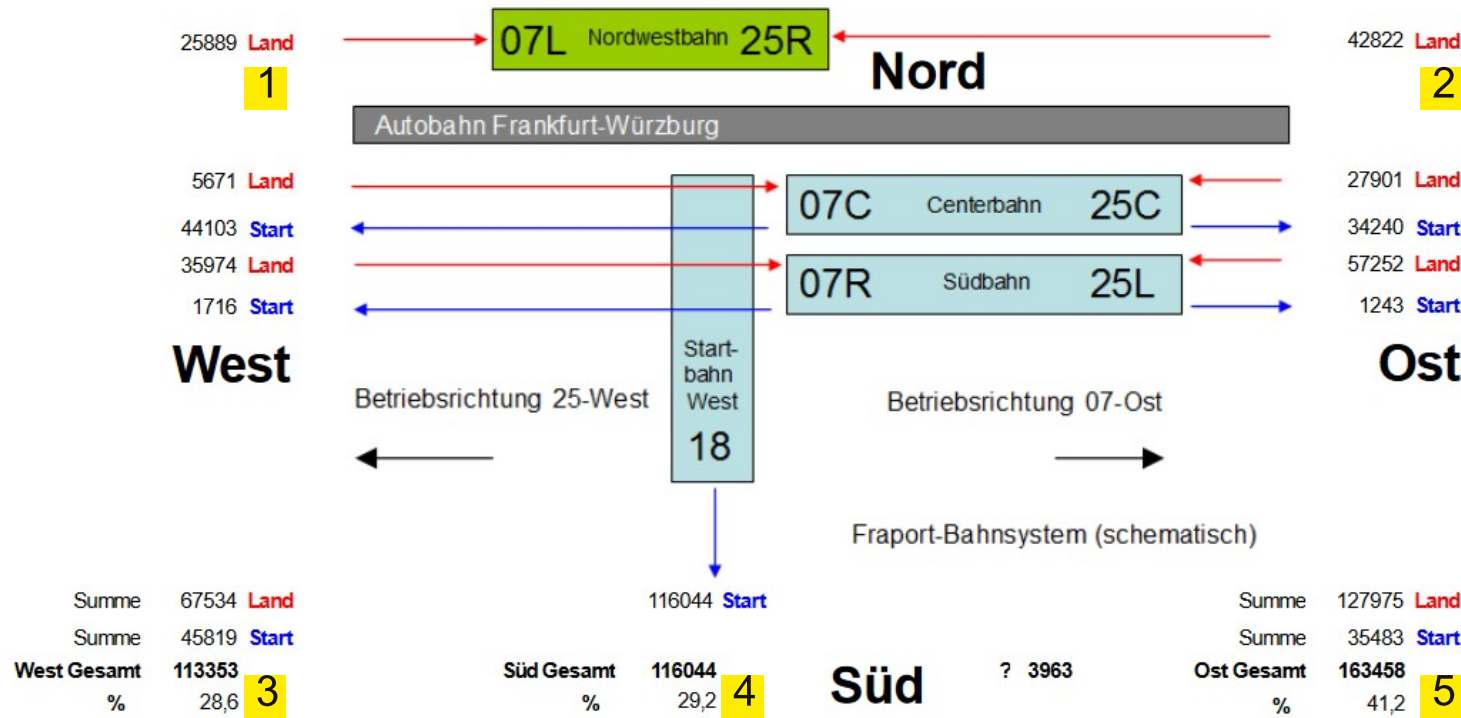 25889 Land
07L Nordwestbahn 25R
42822 Land
1
Nord
2
Autobahn Frankfurt-Würzburg
5671 Land
27901 Land
07C Centerbahn 25C
44103 Start
34240 Start
35974 Land
57252 Land
07R Südbahn 25L
1716 Start
1243 Start
West
Start-
bahn
West
18
Ost
Betriebsrichtung 25-West
Betriebsrichtung 07-Ost
Fraport-Bahnsystem (schematisch)
Summe 67534 Land
116044 Start
Summe 127975 Land
Summe 45819 Start
Summe 35483 Start
West Gesamt 113353
Süd Gesamt 116044
Süd
? 3963
Ost Gesamt 163458
% 28,6 3
% 29,2 4
% 41,2 5